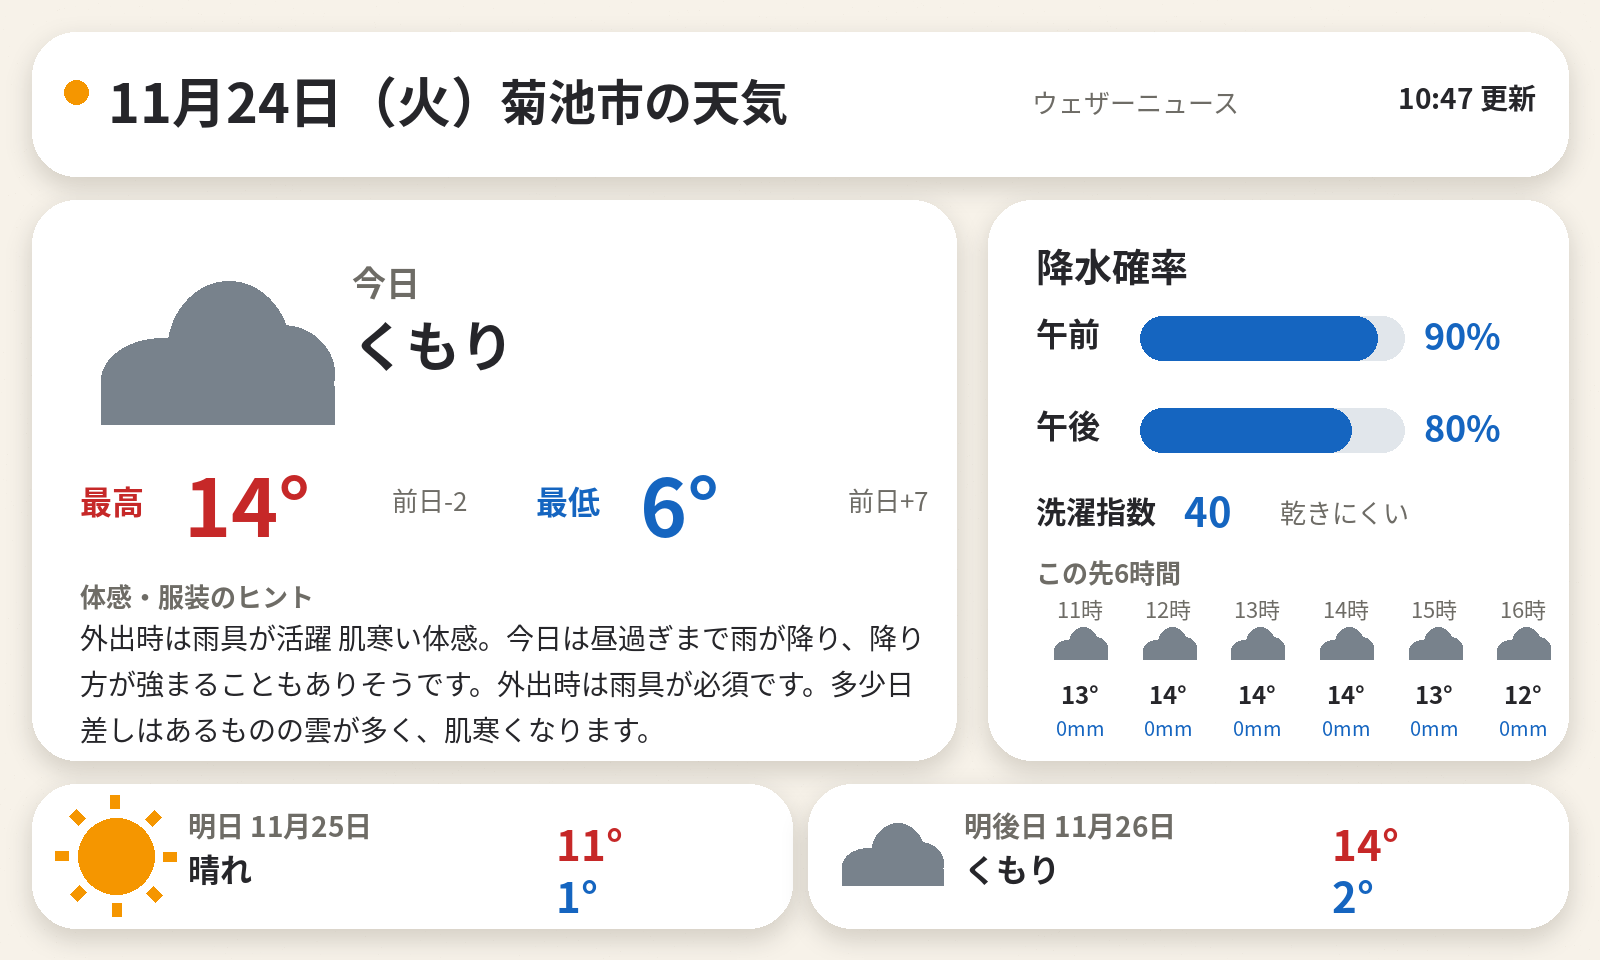 11月24日（火）菊池市の天気
ウェザーニュース
10:47 更新
今日
くもり
最高 14° 前日-2 最低 6° 前日+7
体感・服装のヒント
外出時は雨具が活躍 肌寒い体感。今日は昼過ぎまで雨が降り、降り
方が強まることもありそうです。外出時は雨具が必須です。多少日
差しはあるものの雲が多く、肌寒くなります。
降水確率
午前 90%
午後 80%
洗濯指数 40 乾きにくい
この先6時間
11時 12時 13時 14時 15時 16時
13° 14° 14° 14° 13° 12°
0mm 0mm 0mm 0mm 0mm 0mm
明日 11月25日
晴れ
11°
1°
明後日 11月26日
くもり
14°
2°